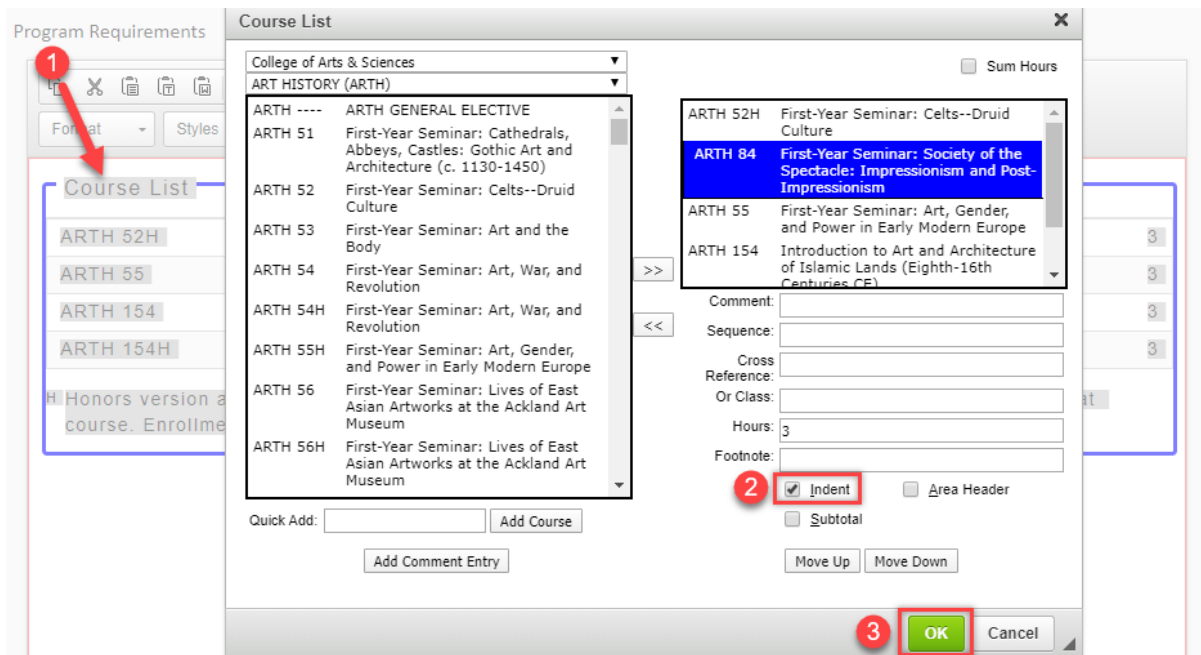 Program Requirements
1
Format
Styles
Course List
ARTH 52H
3
ARTH 55
3
ARTH 154
3
ARTH 154H
3
H Honors version a
at
course. Enrollme
Course List
College of Arts & Sciences
ART HISTORY (ARTH)
ARTH ---- ARTH GENERAL ELECTIVE
ARTH 51 First-Year Seminar: Cathedrals,
Abbeys, Castles: Gothic Art and
Architecture (c. 1130-1450)
ARTH 52 First-Year Seminar: Celts--Druid
Culture
ARTH 53 First-Year Seminar: Art and the
Body
ARTH 54 First-Year Seminar: Art, War, and
Revolution
ARTH 54H First-Year Seminar: Art, War, and
Revolution
ARTH 55H First-Year Seminar: Art, Gender,
and Power in Early Modern Europe
ARTH 56 First-Year Seminar: Lives of East
Asian Artworks at the Ackland Art
Museum
ARTH 56H First-Year Seminar: Lives of East
Asian Artworks at the Ackland Art
Museum
Quick Add:
Add Course
Add Comment Entry
>>
<<
Sum Hours
ARTH 52H First-Year Seminar: Celts--Druid
Culture
ARTH 84 First-Year Seminar: Society of the
Spectacle: Impressionism and Post-
Impressionism
ARTH 55 First-Year Seminar: Art, Gender,
and Power in Early Modern Europe
ARTH 154 Introduction to Art and Architecture
of Islamic Lands (Eighth-16th
Centuries CE)
Comment:
Sequence:
Cross
Reference:
Or Class:
Hours: 3
Footnote:
2 Indent Area Header
Subtotal
Move Up Move Down
3 OK Cancel